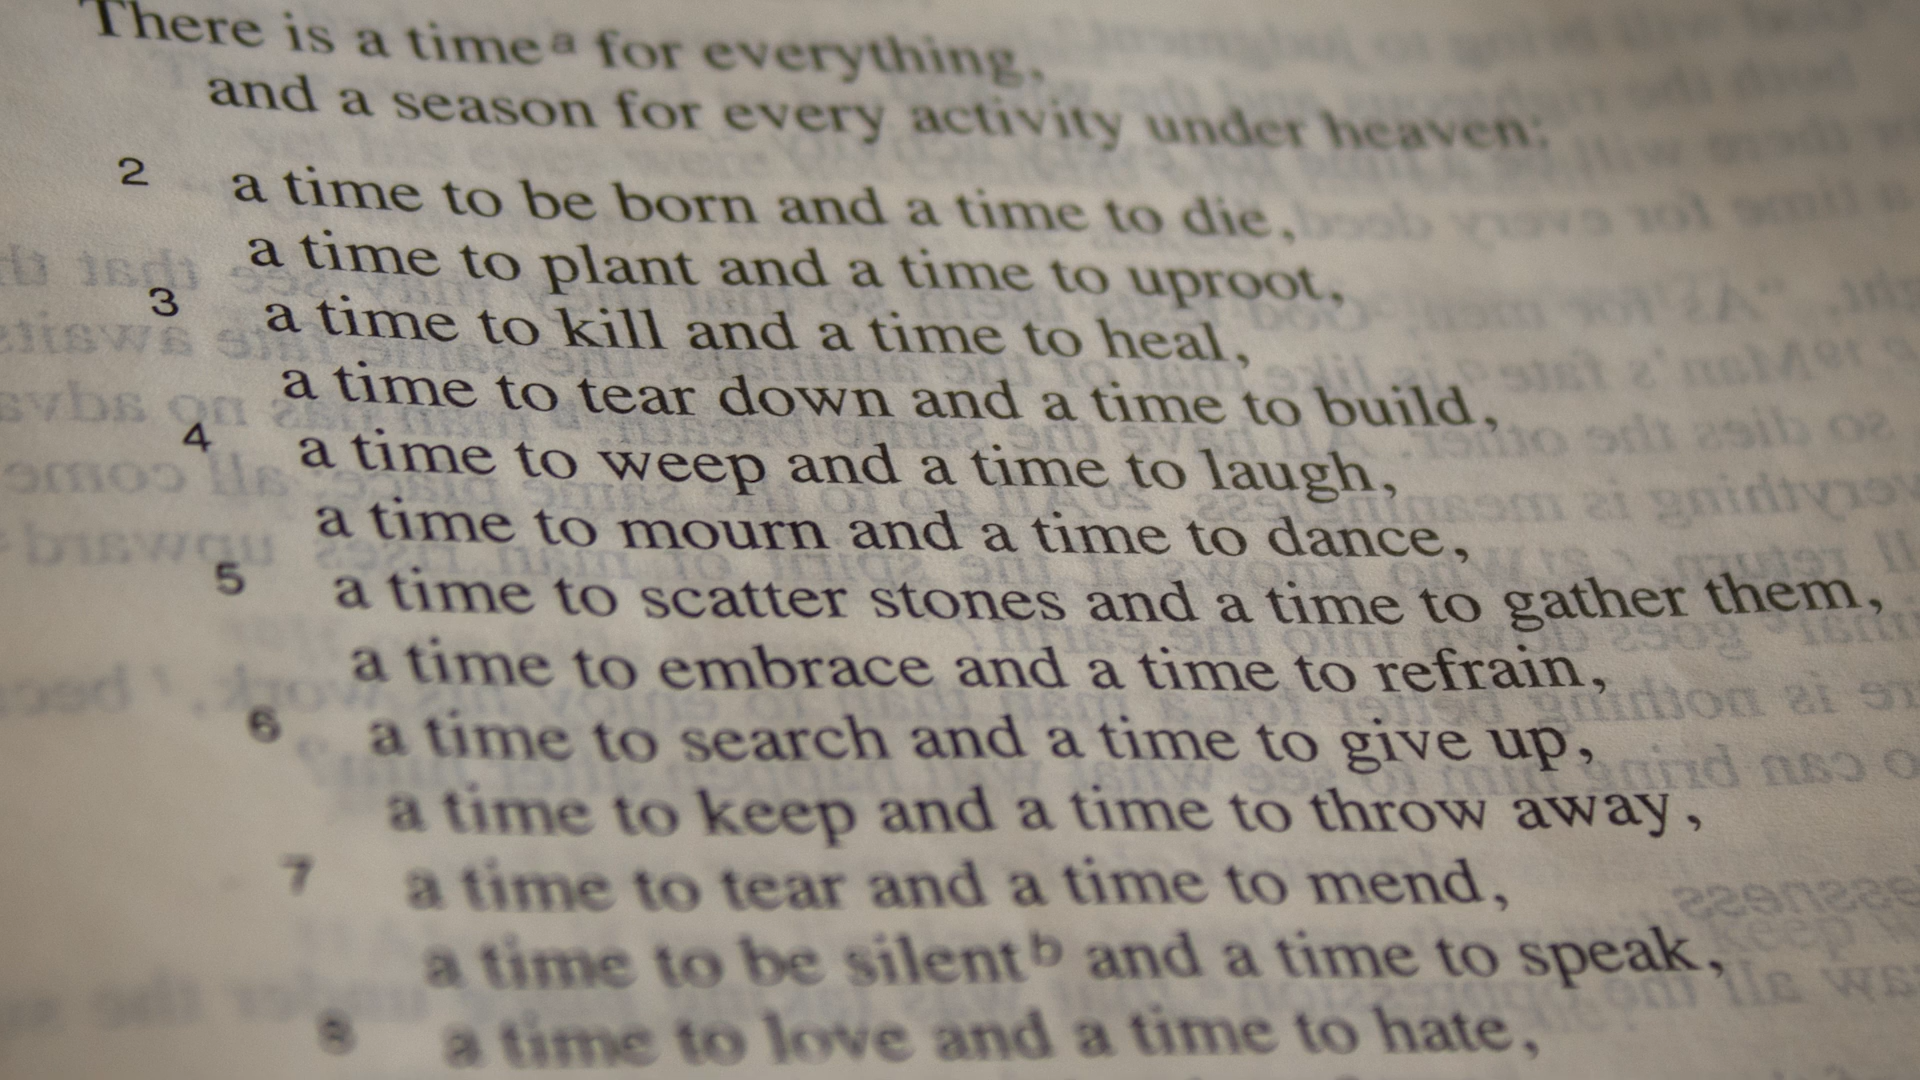 There is a time a for everything,
and a season for every activity under heaven:
2 a time to be born and a time to die,
a time to plant and a time to uproot,
3 a time to kill and a time to heal,
a time to tear down and a time to build,
4 a time to weep and a time to laugh,
a time to mourn and a time to dance,
5 a time to scatter stones and a time to gather them,
a time to embrace and a time to refrain,
6 a time to search and a time to give up,
a time to keep and a time to throw away,
7 a time to tear and a time to mend,
a time to be silent b and a time to speak,
8 a time to love and a time to hate,